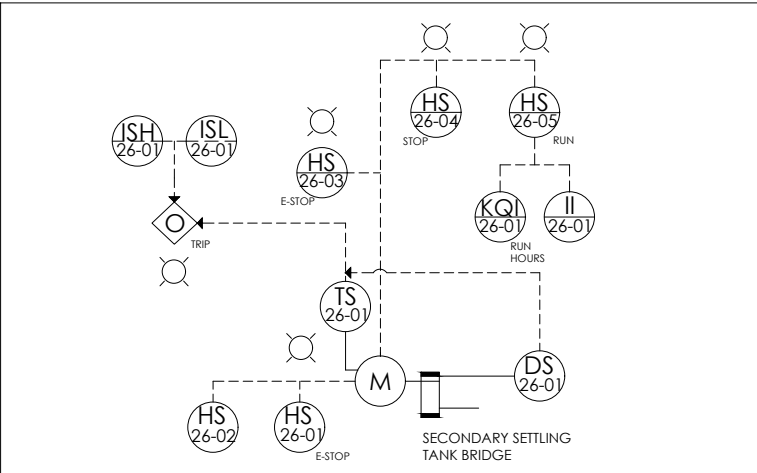 HS
26-04
STOP
HS
26-05
RUN
ISH
26-01
ISL
26-01
HS
26-03
E-STOP
KQI
26-01
RUN
HOURS
II
26-01
O
TRIP
TS
26-01
M
DS
26-01
HS
26-02
HS
26-01
E-STOP
SECONDARY SETTLING
TANK BRIDGE